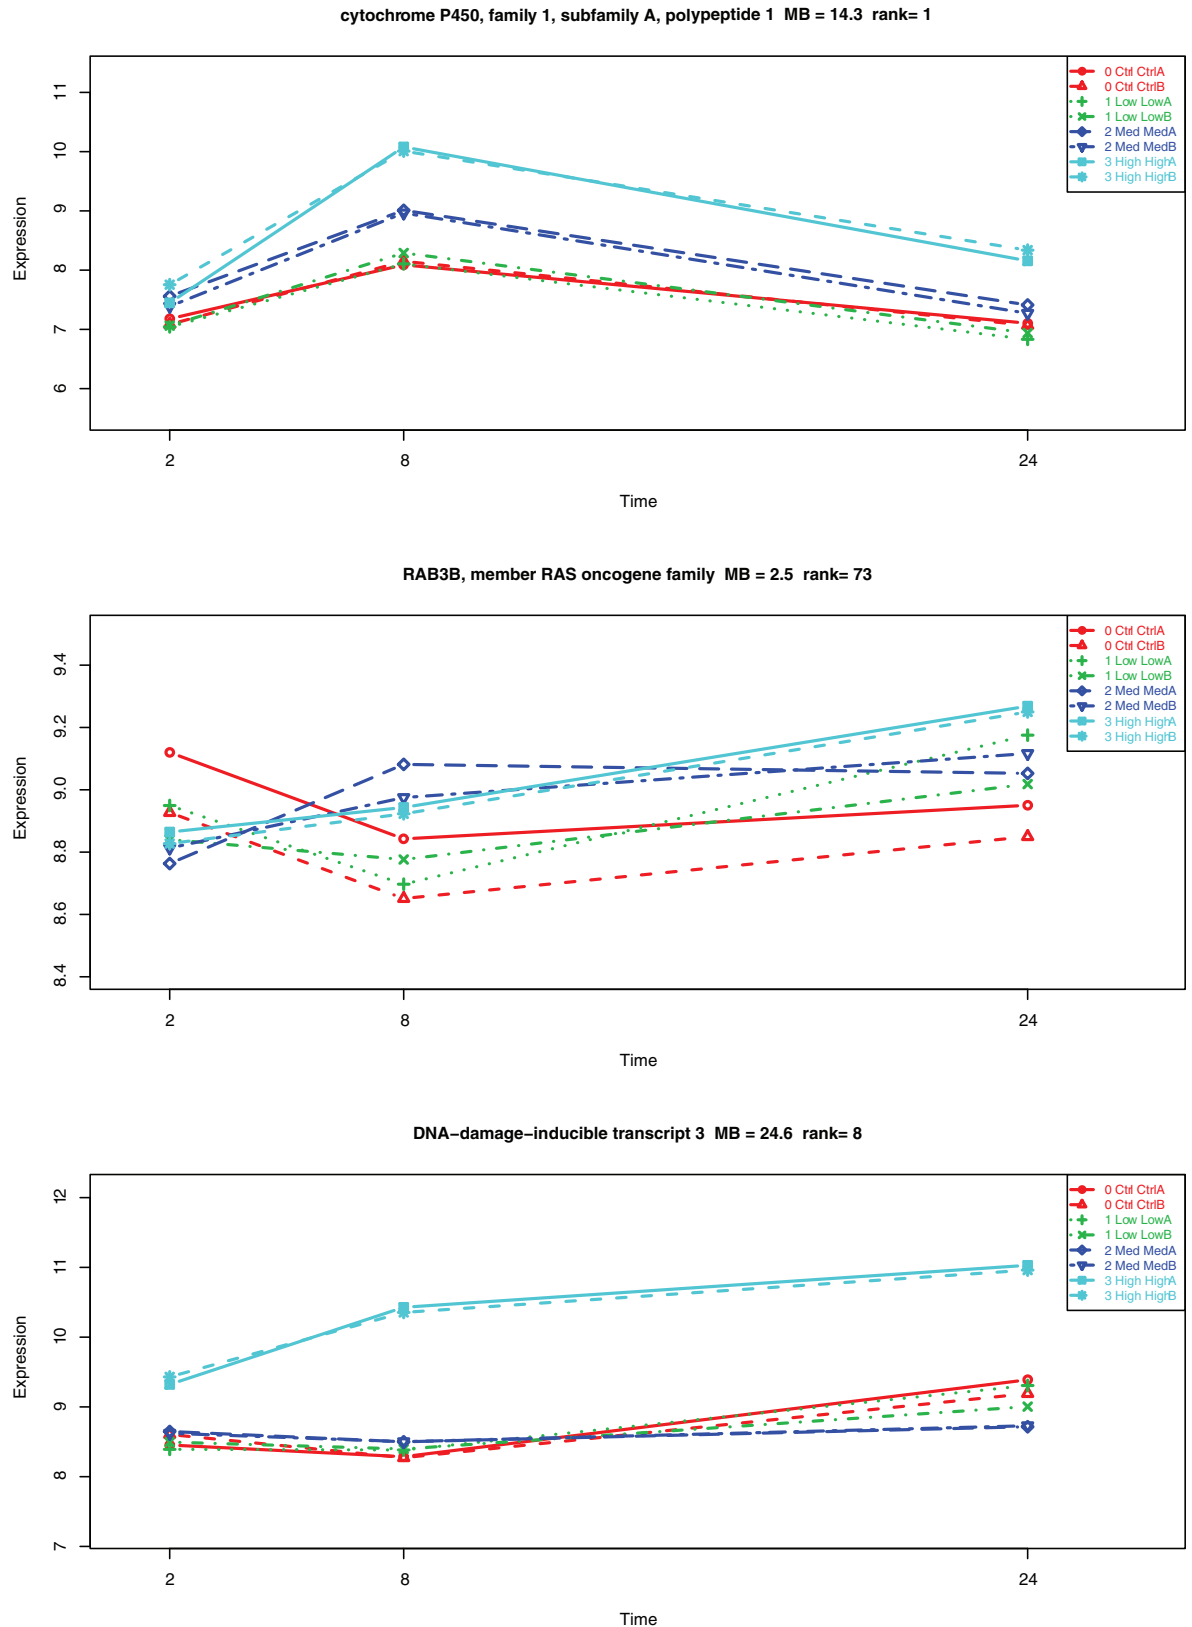 cytochrome P450, family 1, subfamily A, polypeptide 1 MB = 14.3 rank= 1
11
10
9
8
7
6
Expression
0 Ctrl CtrlA
0 Ctrl CtrlB
1 Low LowA
1 Low LowB
2 Med MedA
2 Med MedB
3 High HighA
3 High HighB
2 8 24
Time
RAB3B, member RAS oncogene family MB = 2.5 rank= 73
9.4
9.2
9.0
8.8
8.6
8.4
Expression
0 Ctrl CtrlA
0 Ctrl CtrlB
1 Low LowA
1 Low LowB
2 Med MedA
2 Med MedB
3 High HighA
3 High HighB
2 8 24
Time
DNA−damage−inducible transcript 3 MB = 24.6 rank= 8
12
11
10
9
8
7
Expression
0 Ctrl CtrlA
0 Ctrl CtrlB
1 Low LowA
1 Low LowB
2 Med MedA
2 Med MedB
3 High HighA
3 High HighB
2 8 24
Time